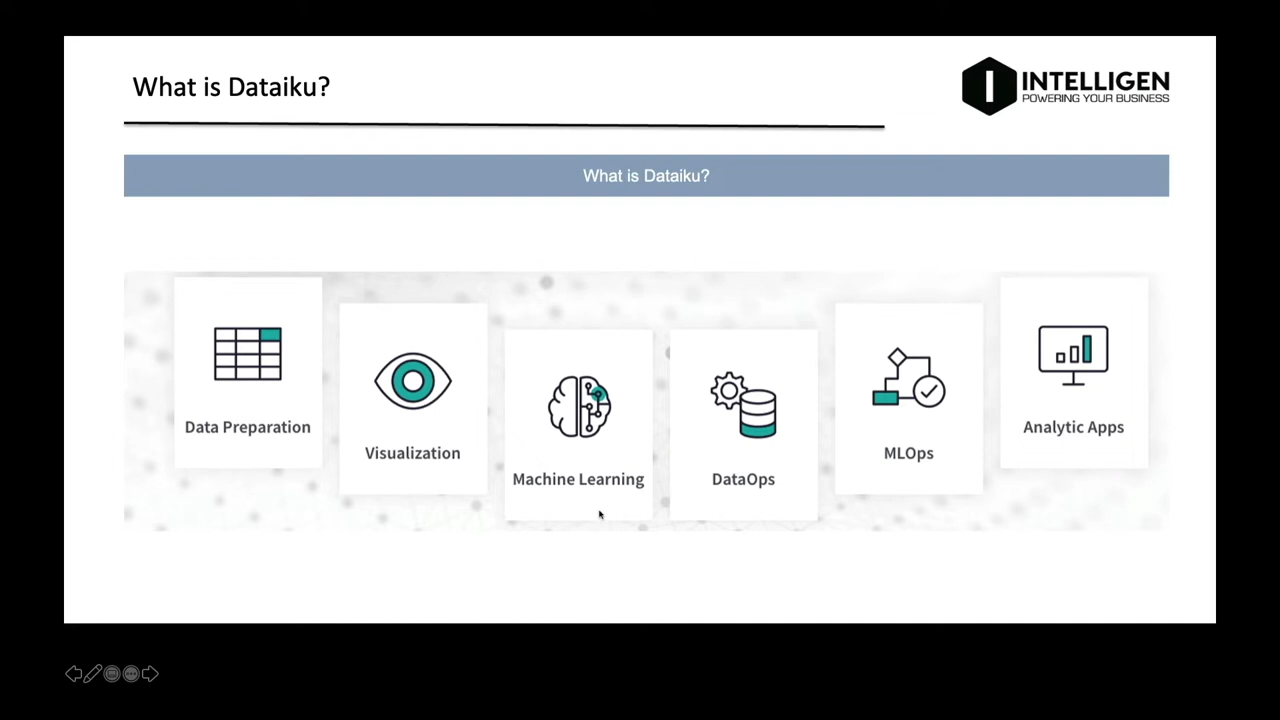 What is Dataiku?
INTELLIGEN
POWERING YOUR BUSINESS
What is Dataiku?
Data Preparation
Visualization
Machine Learning
DataOps
MLOps
Analytic Apps